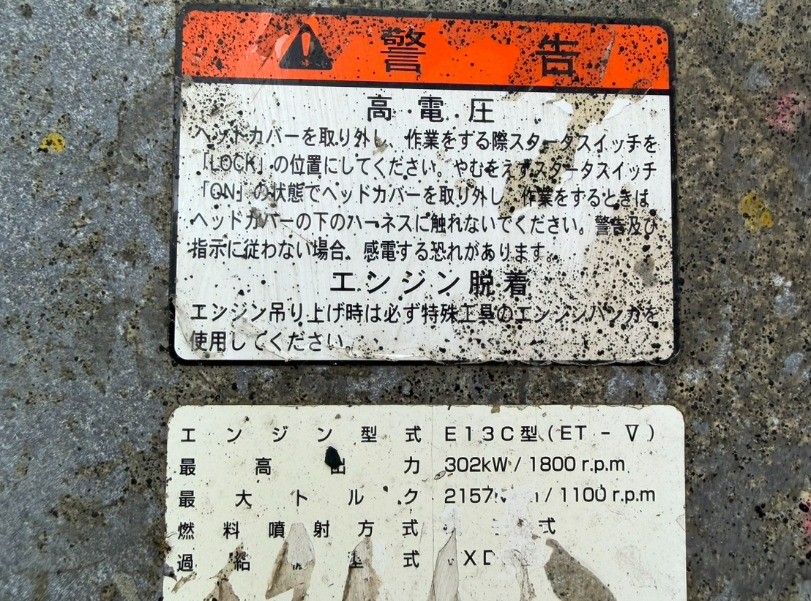 警告
高電圧
ヘッドカバーを取り外し、作業をする際スタータスイッチを
「LOCK」の位置にしてください。やむをえずスタータスイッチ
「ON」の状態でヘッドカバーを取り外し、作業をするときは
ヘッドカバーの下のハーネスに触れないでください。警告及び
指示に従わない場合、感電する恐れがあります。
エンジン脱着
エンジン吊り上げ時は必ず特殊工具のエンジンハンガを
使用してください。
エンジン型式 E13C型(ET-Ⅴ)
最高出力 302kW/1800 r.p.m
最大トルク 2157 /1100 r.p.m
燃料噴射方式 式
過給 型式 XD